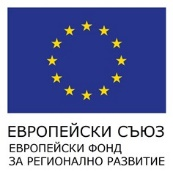 ЕВРОПЕЙСКИ СЪЮЗ
ЕВРОПЕЙСКИ ФОНД
ЗА РЕГИОНАЛНО РАЗВИТИЕ